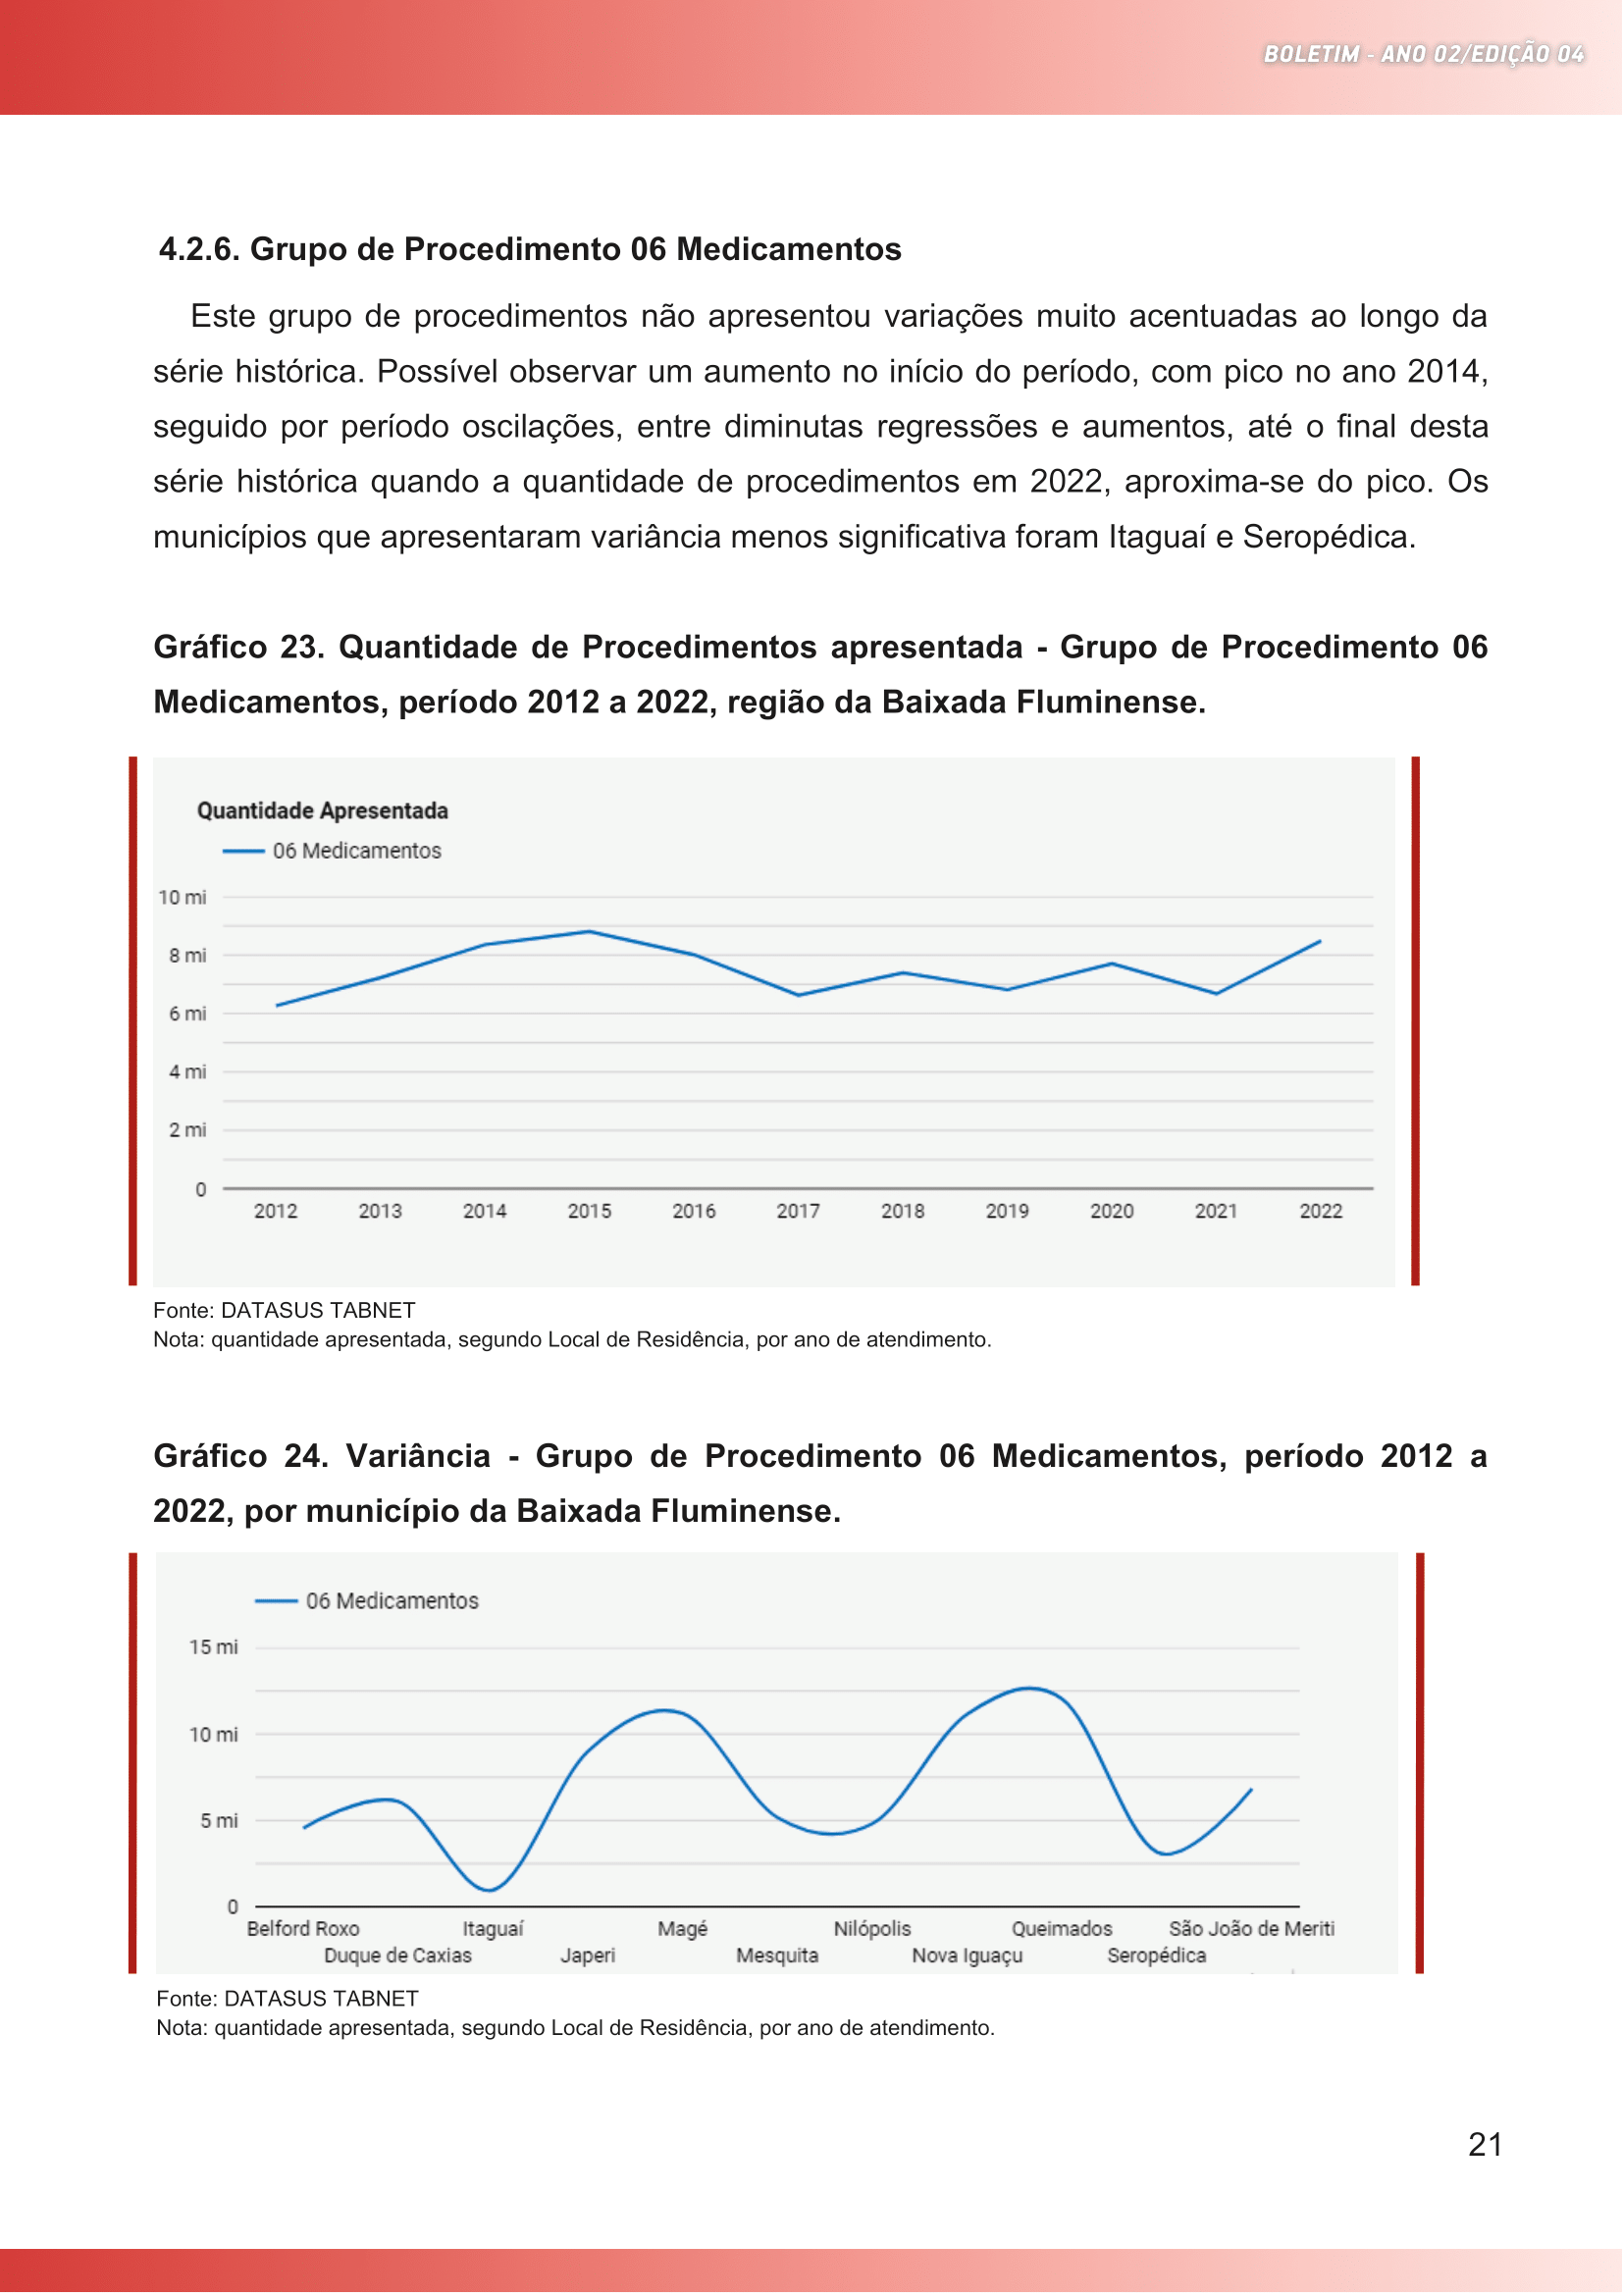 BOLETIM - ANO 02/EDIÇÃO 04
4.2.6. Grupo de Procedimento 06 Medicamentos
Este grupo de procedimentos não apresentou variações muito acentuadas ao longo da
série histórica. Possível observar um aumento no início do período, com pico no ano 2014,
seguido por período oscilações, entre diminutas regressões e aumentos, até o final desta
série histórica quando a quantidade de procedimentos em 2022, aproxima-se do pico. Os
municípios que apresentaram variância menos significativa foram Itaguaí e Seropédica.
Gráfico 23. Quantidade de Procedimentos apresentada - Grupo de Procedimento 06
Medicamentos, período 2012 a 2022, região da Baixada Fluminense.
Quantidade Apresentada
06 Medicamentos
10 mi
8 mi
6 mi
4 mi
2 mi
0
2012 2013 2014 2015 2016 2017 2018 2019 2020 2021 2022
Fonte: DATASUS TABNET
Nota: quantidade apresentada, segundo Local de Residência, por ano de atendimento.
Gráfico 24. Variância - Grupo de Procedimento 06 Medicamentos, período 2012 a
2022, por município da Baixada Fluminense.
06 Medicamentos
15 mi
10 mi
5 mi
0
Belford Roxo Itaguaí Magé Nilópolis Queimados São João de Meriti
Duque de Caxias Japeri Mesquita Nova Iguaçu Seropédica
Fonte: DATASUS TABNET
Nota: quantidade apresentada, segundo Local de Residência, por ano de atendimento.
21